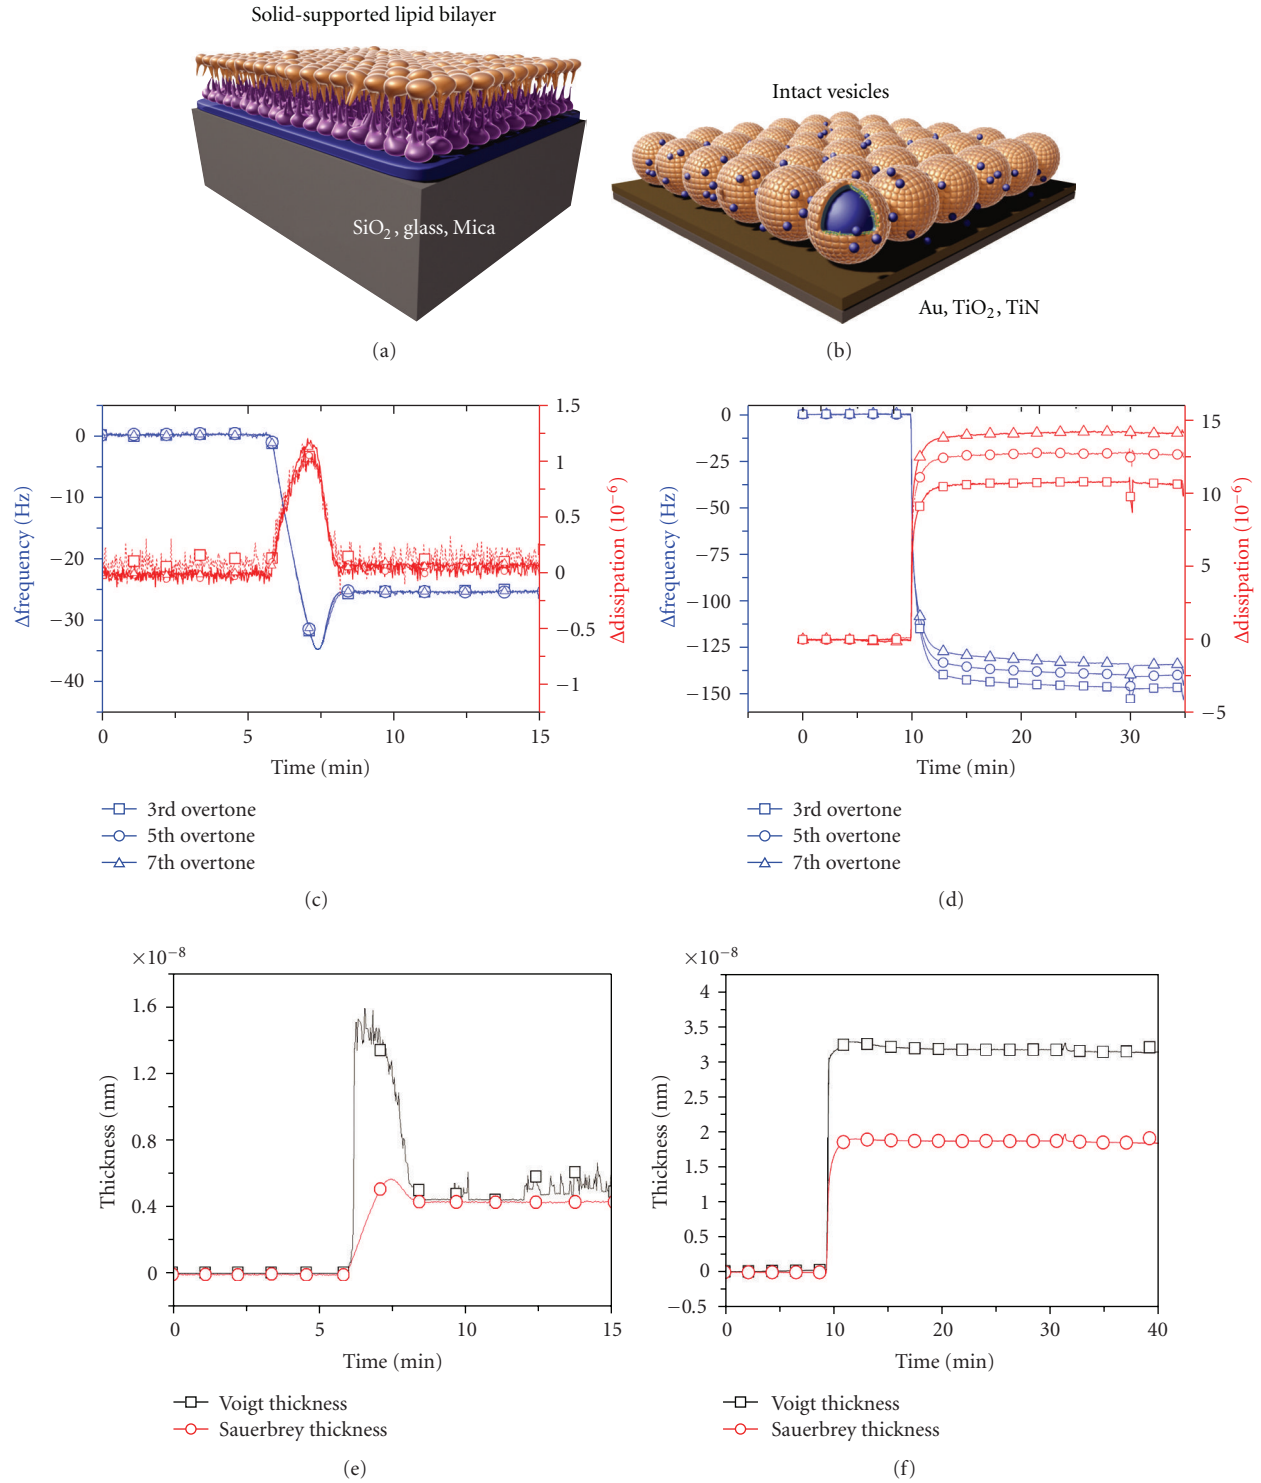 Solid-supported lipid bilayer
Intact vesicles
SiO2, glass, Mica
Au, TiO2, TiN
(a)
(b)
0
−10
−20
−30
−40
Δfrequency (Hz)
1.5
1
0.5
0
−0.5
−1
Δdissipation (10−6)
0 5 10 15
Time (min)
3rd overtone
5th overtone
7th overtone
(c)
0
−25
−50
−75
−100
−125
−150
Δfrequency (Hz)
15
10
5
0
−5
Δdissipation (10−6)
0 10 20 30
Time (min)
3rd overtone
5th overtone
7th overtone
(d)
×10−8
1.6
1.2
0.8
0.4
0
Thickness (nm)
0 5 10 15
Time (min)
Voigt thickness
Sauerbrey thickness
(e)
×10−8
4
3.5
3
2.5
2
1.5
1
0.5
0
−0.5
Thickness (nm)
0 10 20 30 40
Time (min)
Voigt thickness
Sauerbrey thickness
(f)